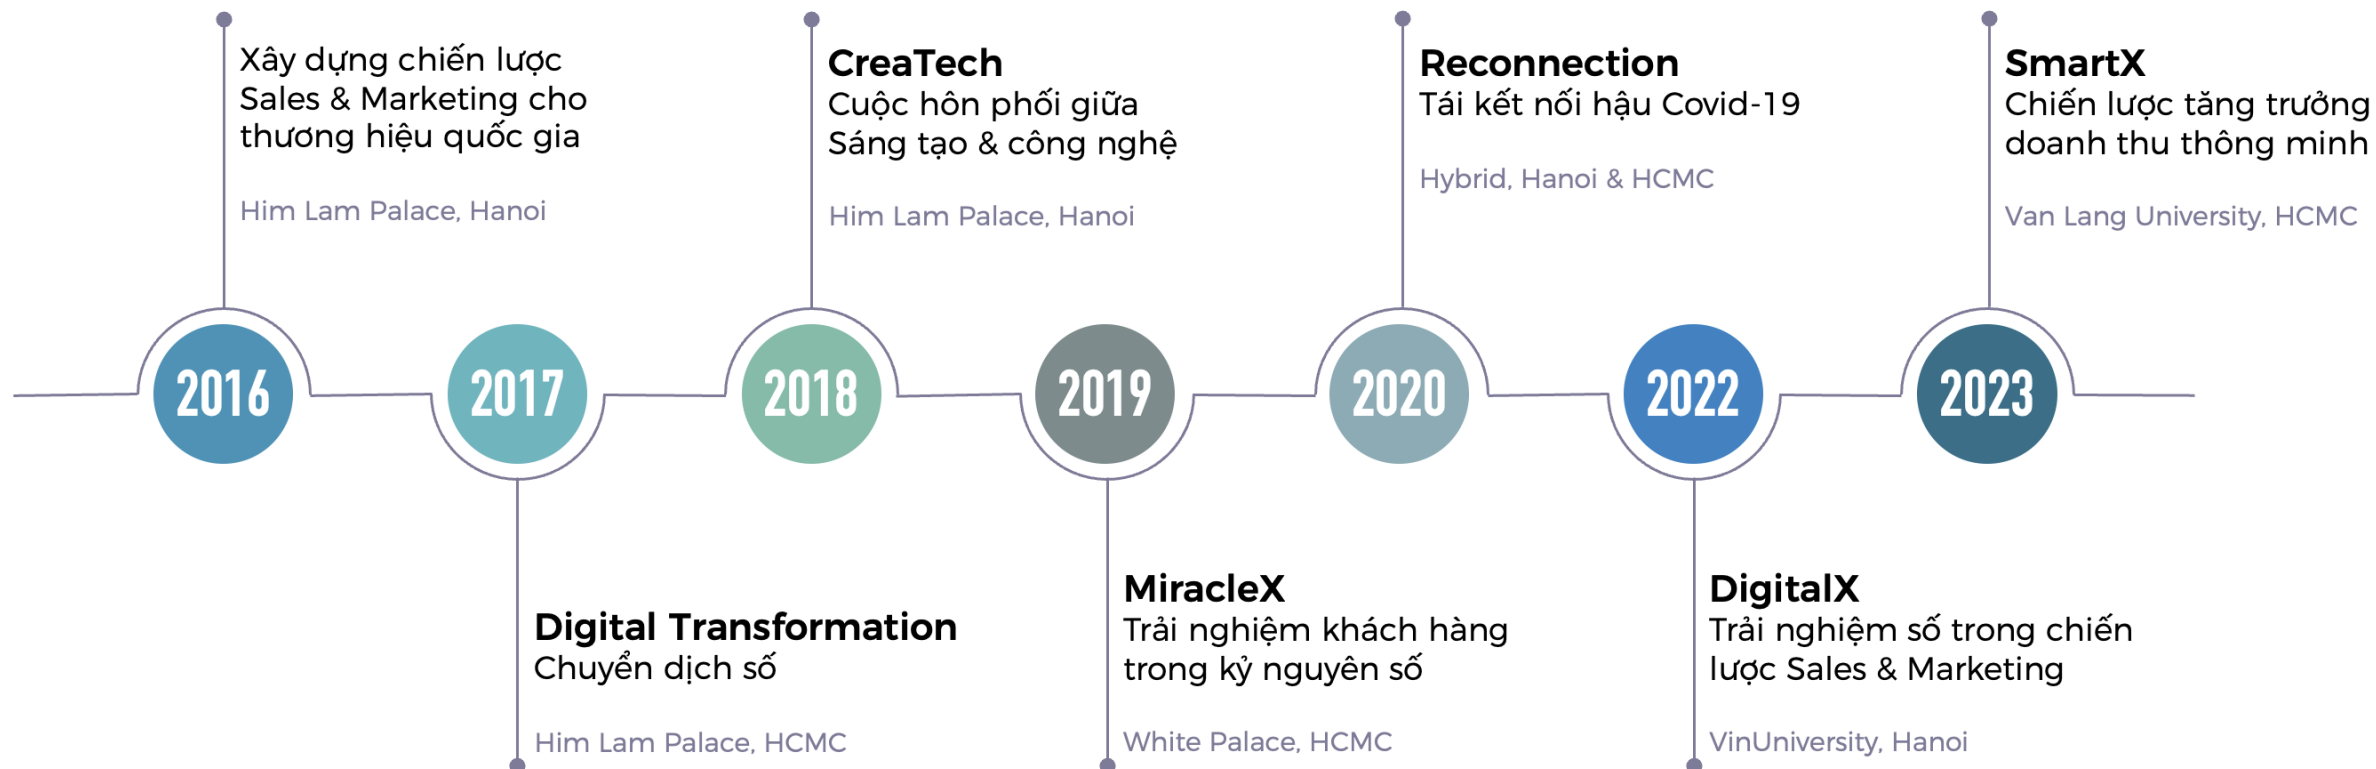 Xây dựng chiến lược
Sales & Marketing cho
thương hiệu quốc gia
Him Lam Palace, Hanoi
CreaTech
Cuộc hôn phối giữa
Sáng tạo & công nghệ
Him Lam Palace, Hanoi
Reconnection
Tái kết nối hậu Covid-19
Hybrid, Hanoi & HCMC
SmartX
Chiến lược tăng trưởng
doanh thu thông minh
Van Lang University, HCMC
2016
2017
2018
2019
2020
2022
2023
Digital Transformation
Chuyển dịch số
Him Lam Palace, HCMC
MiracleX
Trải nghiệm khách hàng
trong kỷ nguyên số
White Palace, HCMC
DigitalX
Trải nghiệm số trong chiến
lược Sales & Marketing
VinUniversity, Hanoi